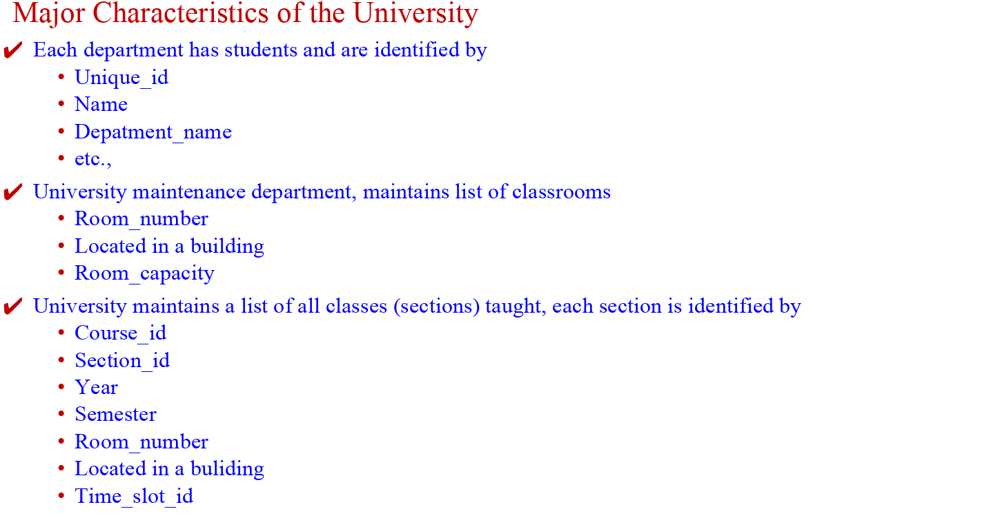 Major Characteristics of the University
✔ Each department has students and are identified by
• Unique_id
• Name
• Depatment_name
• etc.,
✔ University maintenance department, maintains list of classrooms
• Room_number
• Located in a building
• Room_capacity
✔ University maintains a list of all classes (sections) taught, each section is identified by
• Course_id
• Section_id
• Year
• Semester
• Room_number
• Located in a buliding
• Time_slot_id